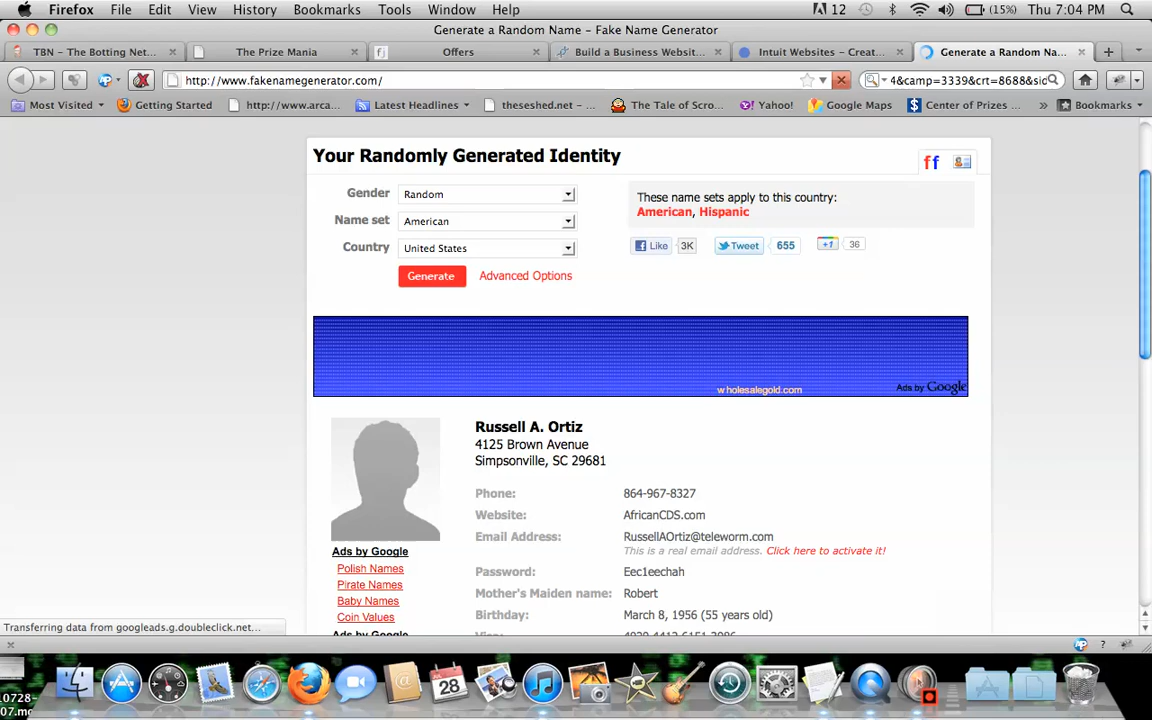 Firefox File Edit View History Bookmarks Tools Window Help 12 (15%) Thu 7:04 PM
Generate a Random Name – Fake Name Generator
TBN – The Botting Net... The Prize Mania Offers Build a Business Websit... Intuit Websites – Creat... Generate a Random Na...
http://www.fakenamegenerator.com/ 4&camp=3339&crt=8688&sid
Most Visited Getting Started http://www.arca... Latest Headlines theseshed.net – ... The Tale of Scro... Yahoo! Google Maps Center of Prizes ... » Bookmarks
Your Randomly Generated Identity
ff
Gender Random
These name sets apply to this country:
Name set American
American, Hispanic
Country United States
Like 3K Tweet 655 +1 36
Generate Advanced Options
wholesalegold.com Ads by Google
Russell A. Ortiz
4125 Brown Avenue
Simpsonville, SC 29681
Phone: 864-967-8327
Website: AfricanCDS.com
Email Address: RussellAOrtiz@teleworm.com
This is a real email address. Click here to activate it!
Ads by Google
Polish Names
Password: Eec1eechah
Pirate Names
Mother's Maiden name: Robert
Baby Names
Birthday: March 8, 1956 (55 years old)
Coin Values
Ads by Google
Transferring data from googleads.g.doubleclick.net...
28
10728-
07.mo